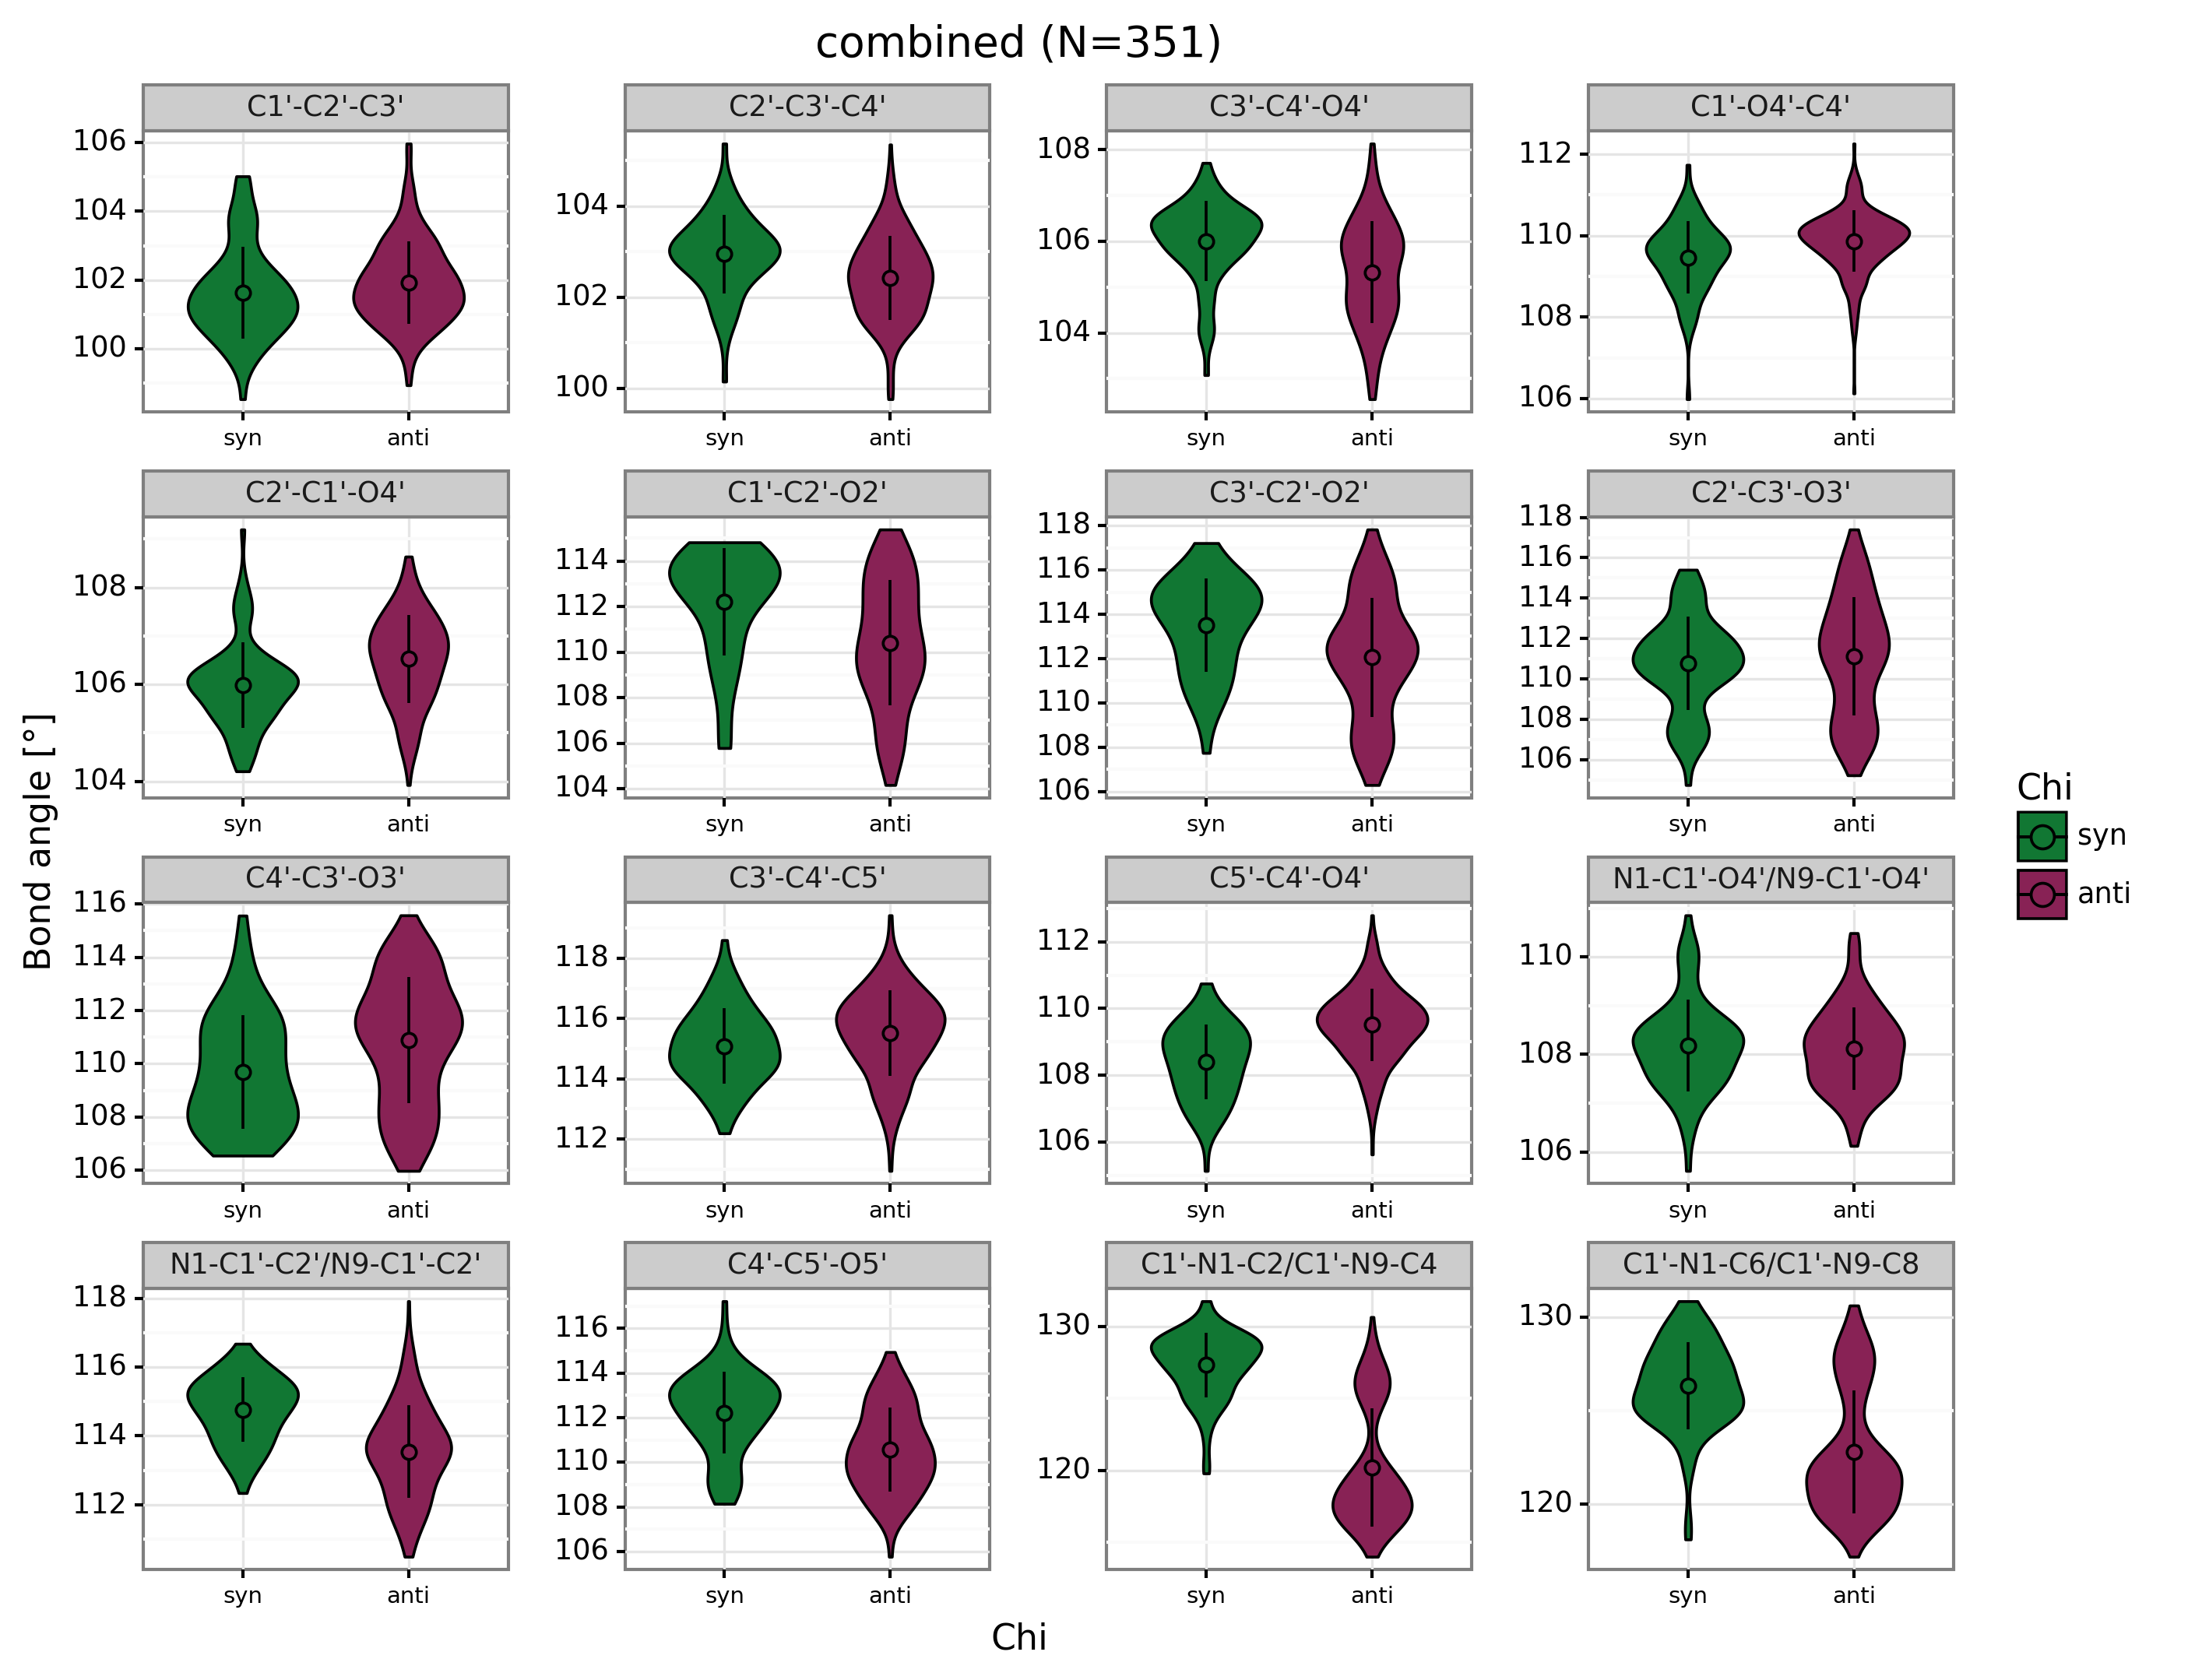 combined (N=351)
C1'-C2'-C3'
C2'-C3'-C4'
C3'-C4'-O4'
C1'-O4'-C4'
106
104
102
100
104
102
100
108
106
104
112
110
108
106
syn anti
syn anti
syn anti
syn anti
C2'-C1'-O4'
C1'-C2'-O2'
C3'-C2'-O2'
C2'-C3'-O3'
108
106
104
114
112
110
108
106
104
118
116
114
112
110
108
106
118
116
114
112
110
108
106
syn anti
syn anti
syn anti
syn anti
C4'-C3'-O3'
C3'-C4'-C5'
C5'-C4'-O4'
N1-C1'-O4'/N9-C1'-O4'
116
114
112
110
108
106
118
116
114
112
112
110
108
106
110
108
106
syn anti
syn anti
syn anti
syn anti
N1-C1'-C2'/N9-C1'-C2'
C4'-C5'-O5'
C1'-N1-C2/C1'-N9-C4
C1'-N1-C6/C1'-N9-C8
118
116
114
112
116
114
112
110
108
106
130
120
130
120
syn anti
syn anti
syn anti
syn anti
Bond angle [°]
Chi
Chi
syn
anti